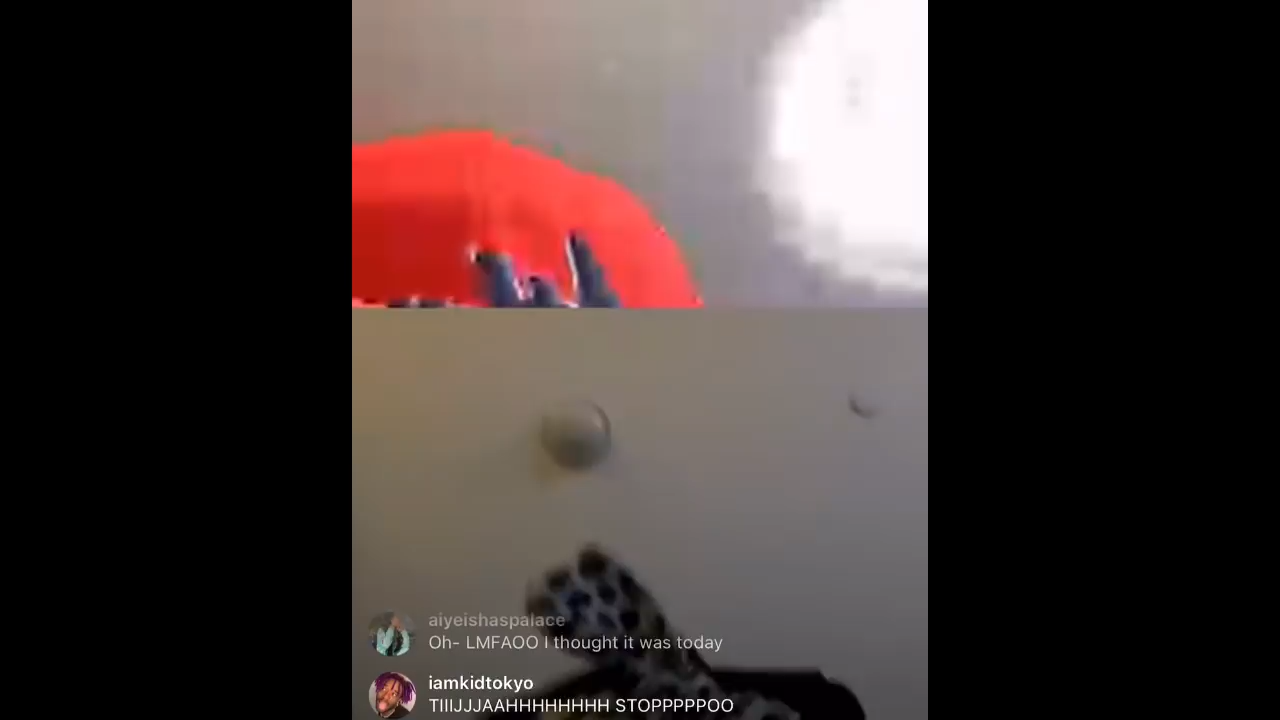 aiyeishaspalace
Oh- LMFAOO I thought it was today
iamkidtokyo
TIIIJJJAAHHHHHHHH STOPPPPPOO